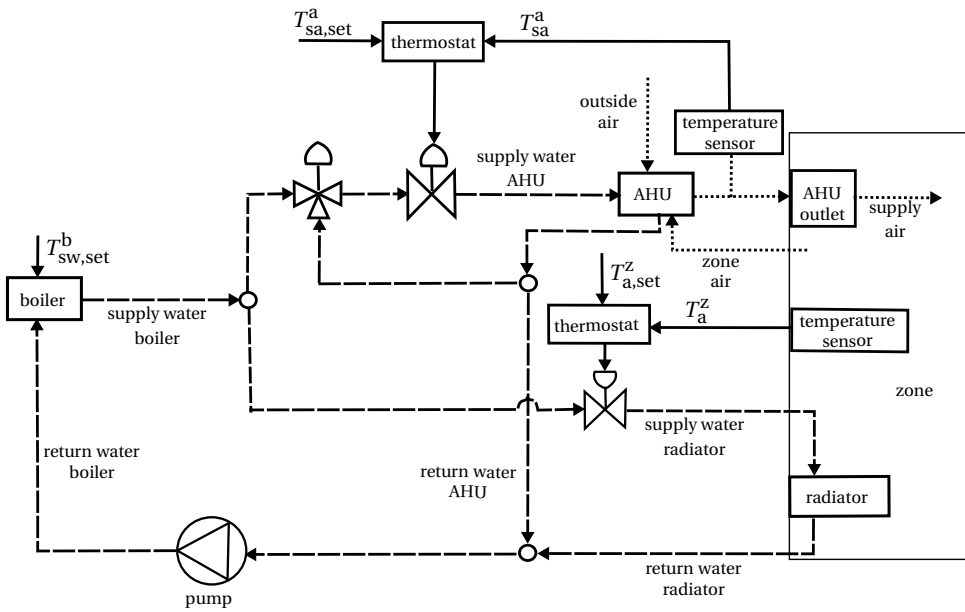 T^a_sa,set
thermostat
T^a_sa
outside
air
temperature
sensor
supply water
AHU
AHU
AHU
outlet
supply
air
zone
air
T^b_sw,set
boiler
supply water
boiler
T^z_a,set
thermostat
T^z_a
temperature
sensor
zone
supply water
radiator
return water
boiler
return water
AHU
radiator
return water
radiator
pump